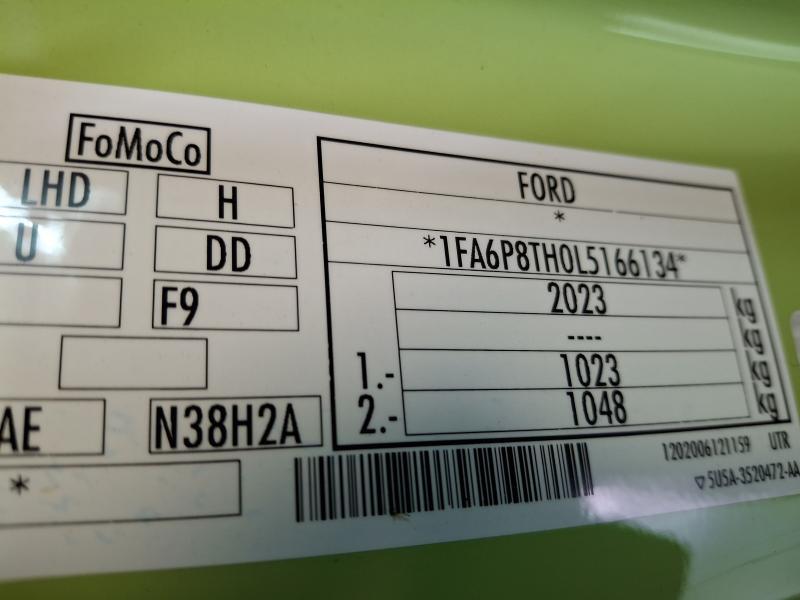 FoMoCo
LHD H
U DD
F9
AE N38H2A
*
FORD
*
*1FA6P8TH0L5166134*
2023 kg
---- kg
1.- 1023 kg
2.- 1048 kg
1202006121159 UTR
▽5U5A-3520472-AA